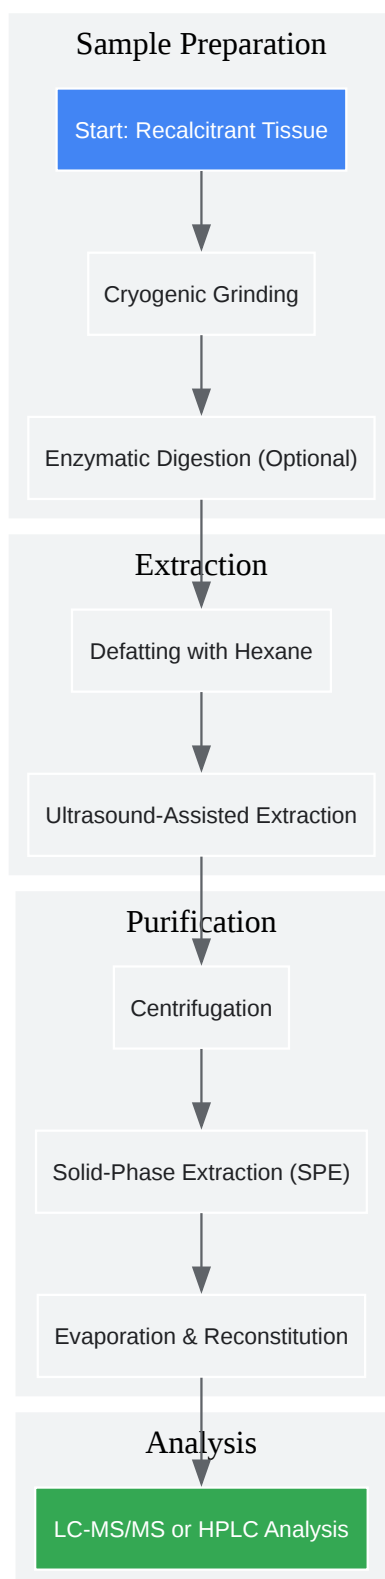 Sample Preparation
Start: Recalcitrant Tissue
Cryogenic Grinding
Enzymatic Digestion (Optional)
Extraction
Defatting with Hexane
Ultrasound-Assisted Extraction
Purification
Centrifugation
Solid-Phase Extraction (SPE)
Evaporation & Reconstitution
Analysis
LC-MS/MS or HPLC Analysis